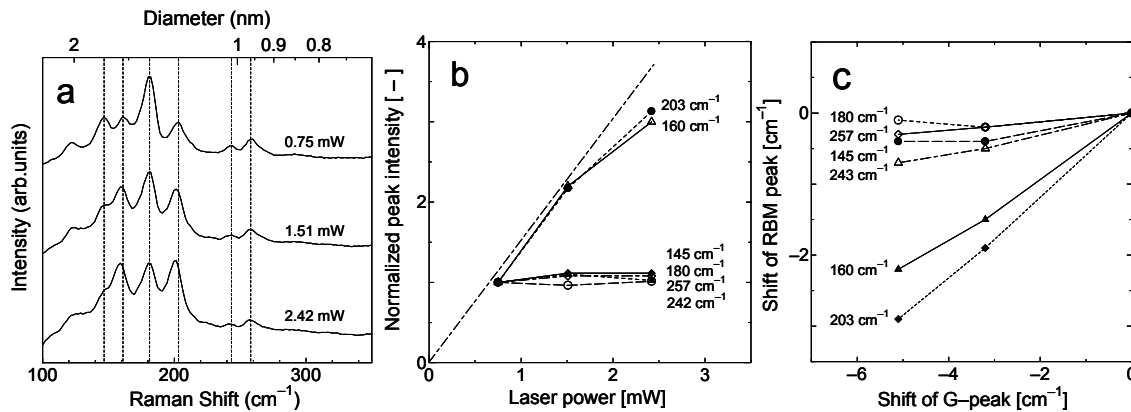 Diameter (nm)
2 1 0.9 0.8
a
0.75 mW
1.51 mW
2.42 mW
Intensity (arb.units)
100 200 300
Raman Shift (cm⁻¹)
b
4
2
0
203 cm⁻¹
160 cm⁻¹
145 cm⁻¹
180 cm⁻¹
257 cm⁻¹
242 cm⁻¹
Normalized peak intensity [ – ]
0 1 2 3
Laser power [mW]
c
0
−2
180 cm⁻¹
257 cm⁻¹
145 cm⁻¹
243 cm⁻¹
160 cm⁻¹
203 cm⁻¹
Shift of RBM peak [cm⁻¹]
−6 −4 −2 0
Shift of G–peak [cm⁻¹]